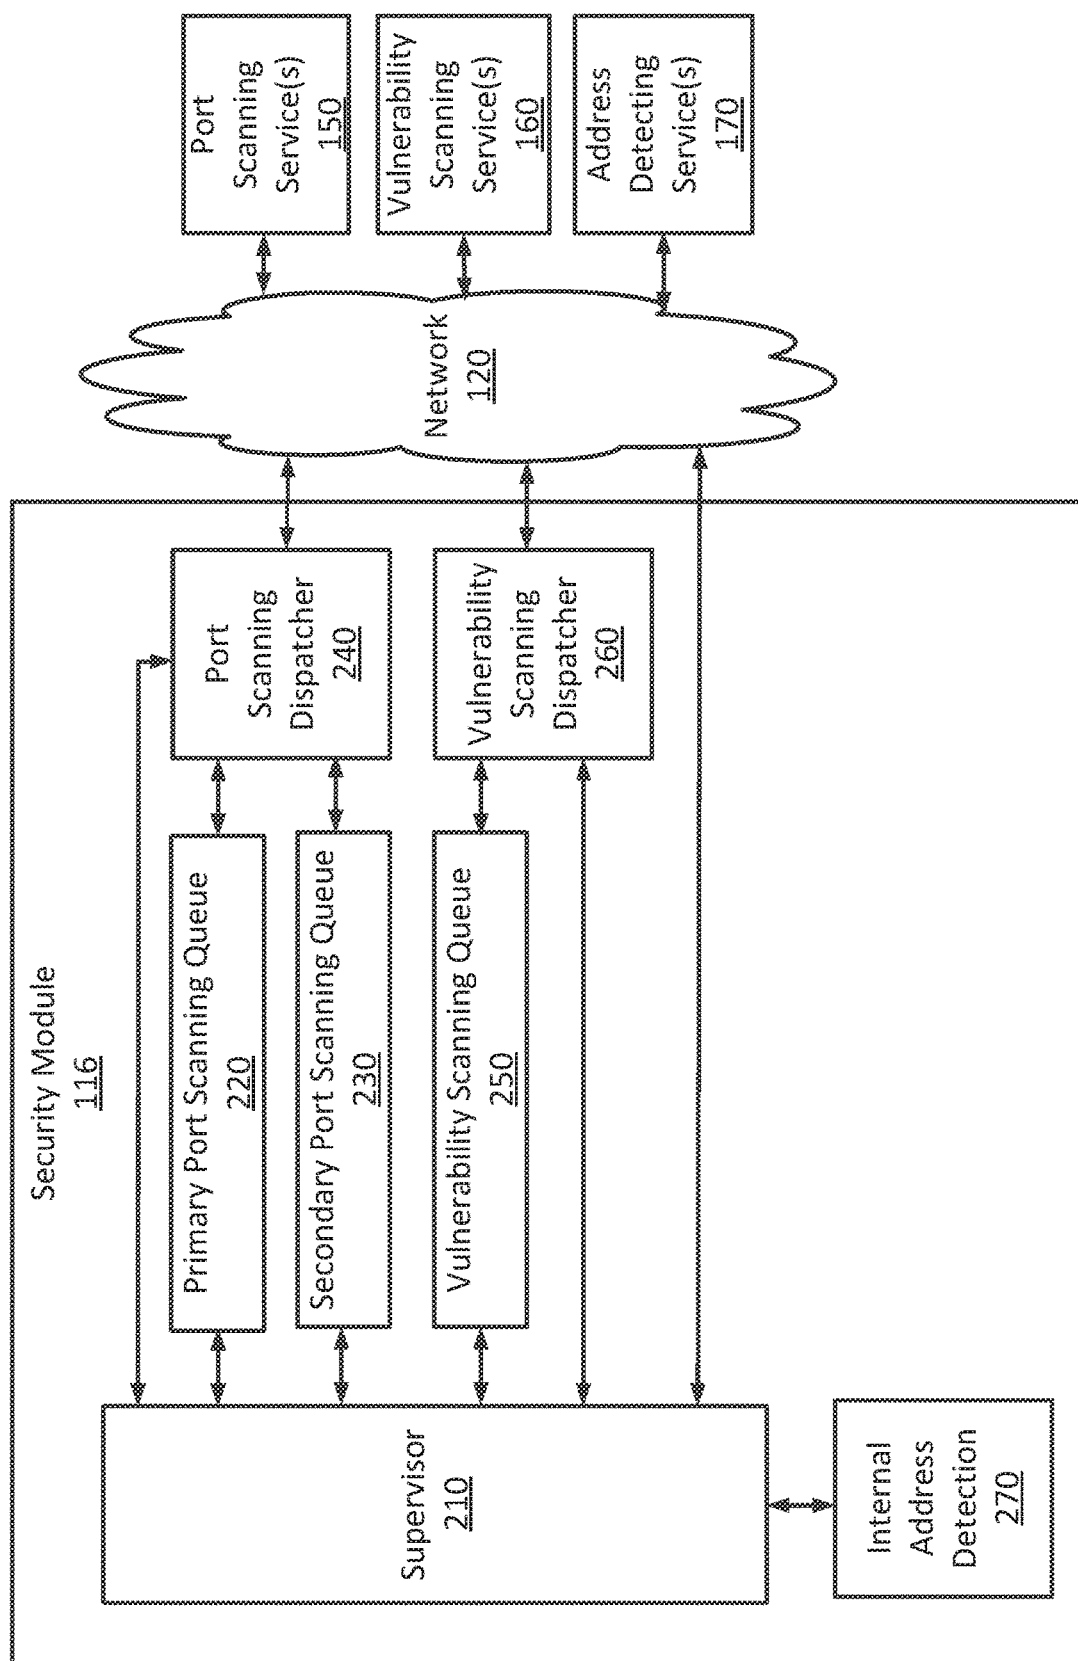 Security Module
116
Supervisor
210
Primary Port Scanning Queue
220
Secondary Port Scanning Queue
230
Vulnerability Scanning Queue
250
Port
Scanning
Dispatcher
240
Vulnerability
Scanning
Dispatcher
260
Internal
Address
Detection
270
Network
120
Port
Scanning
Service(s)
150
Vulnerability
Scanning
Service(s)
160
Address
Detecting
Service(s)
170